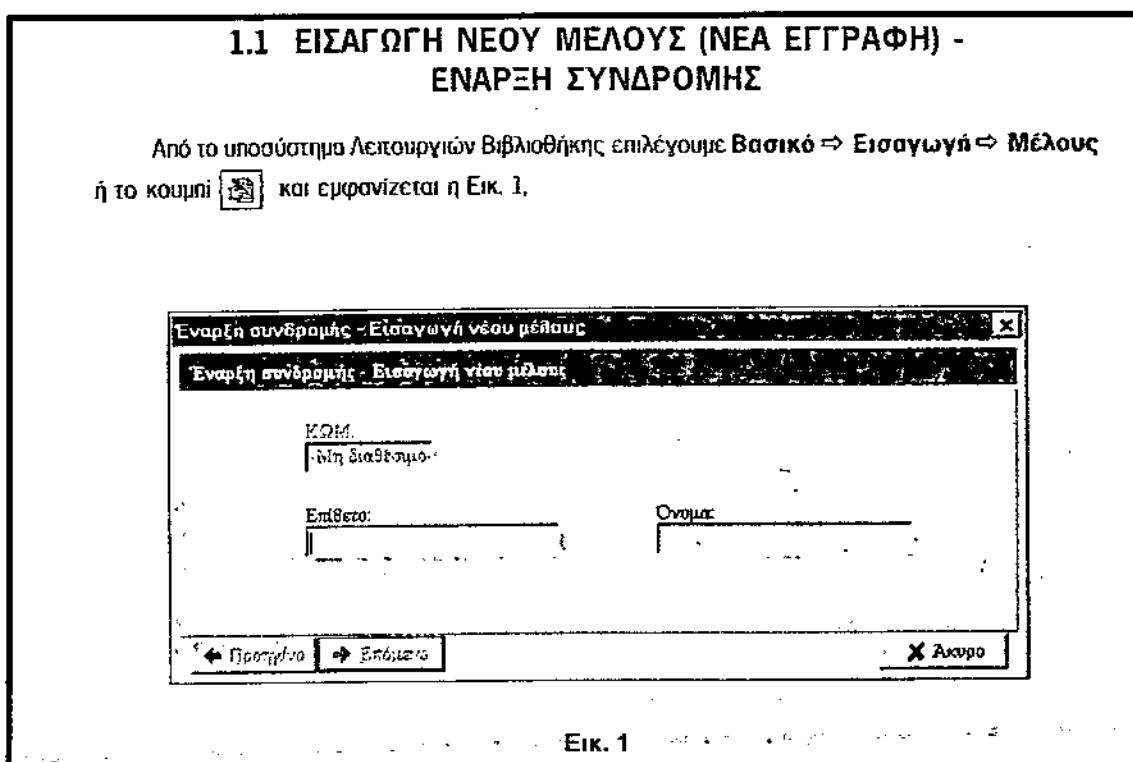 1.1 ΕΙΣΑΓΩΓΗ ΝΕΟΥ ΜΕΛΟΥΣ (ΝΕΑ ΕΓΓΡΑΦΗ) -
ΕΝΑΡΞΗ ΣΥΝΔΡΟΜΗΣ
Από το υποσύστημα Λειτουργιών Βιβλιοθήκης επιλέγουμε Βασικό ⇨ Εισαγωγή ⇨ Μέλους
ή το κουμπί και εμφανίζεται η Εικ. 1,
Έναρξη συνδρομής - Εισαγωγή νέου μέλους
Έναρξη συνδρομής - Εισαγωγή νέου μέλους
ΚΩΜ.
-Μη διαθέσιμο-
Επίθετο: Όνομα:
Προηγ/νο Επόμενο Άκυρο
Εικ. 1